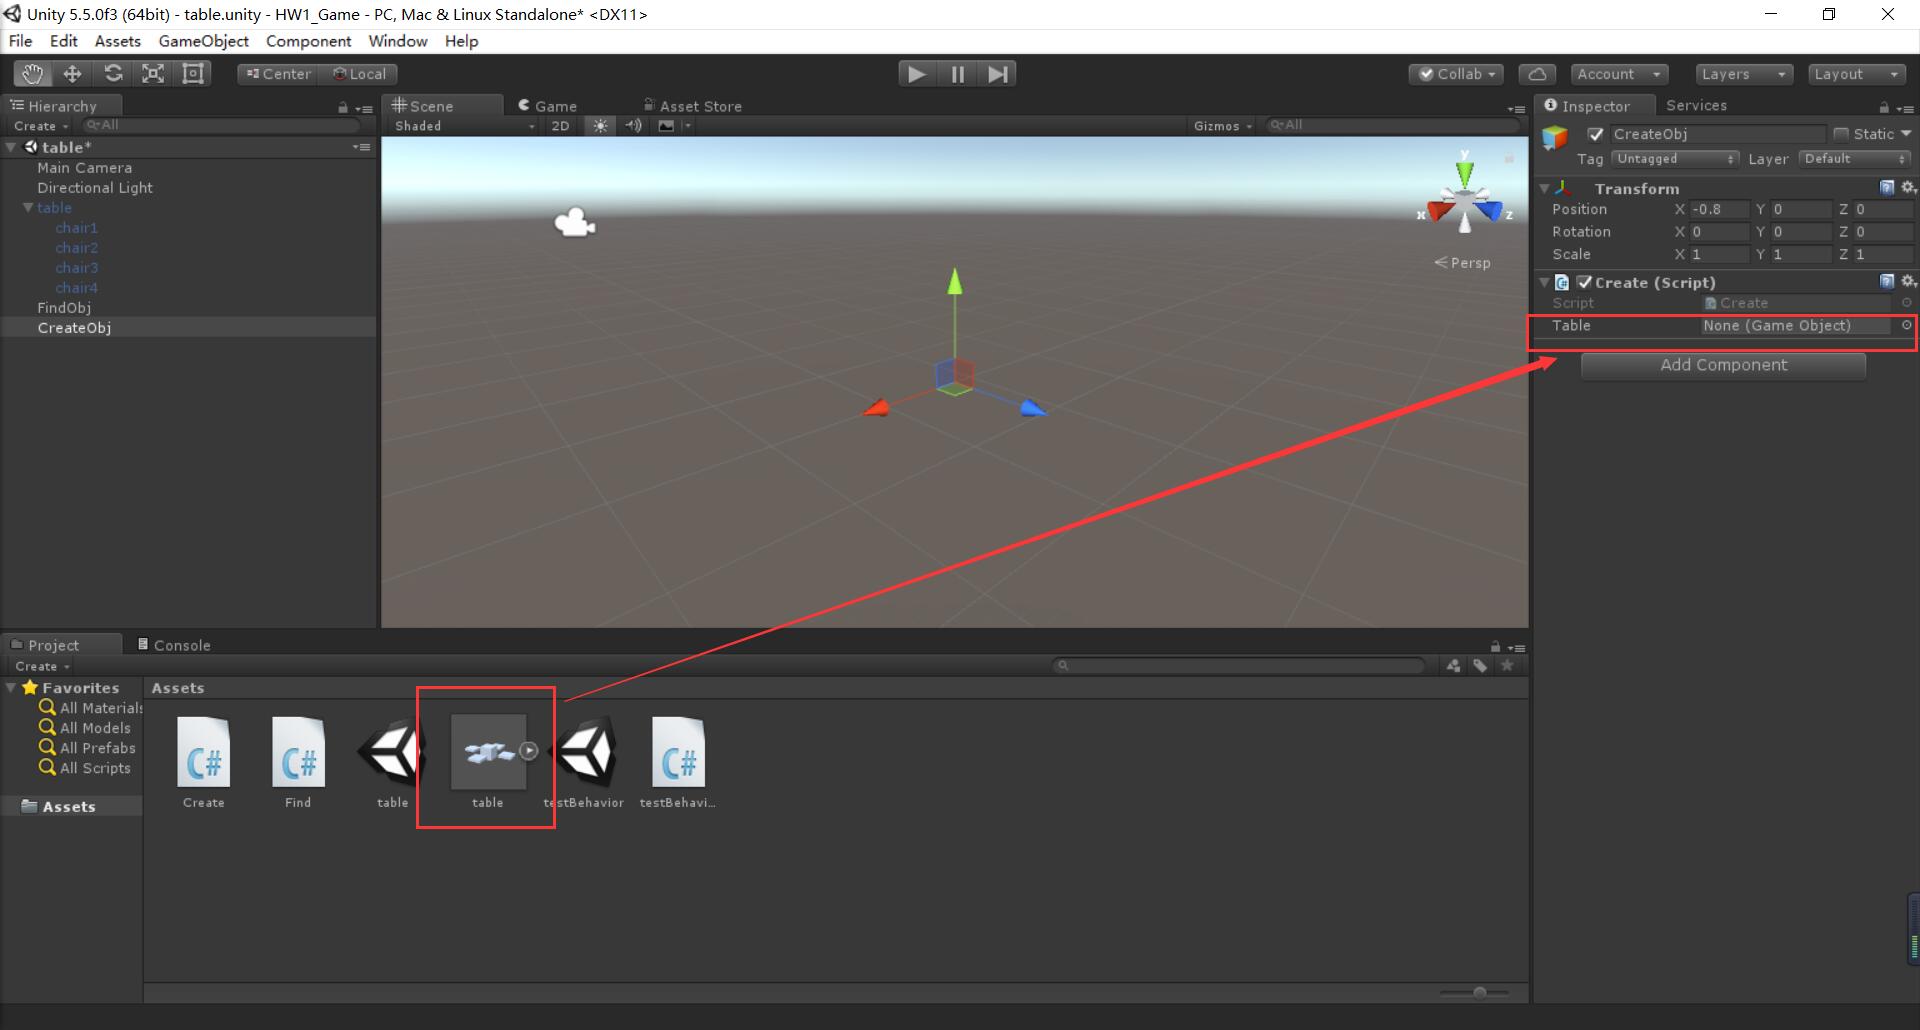 Unity 5.5.0f3 (64bit) - table.unity - HW1_Game - PC, Mac & Linux Standalone* <DX11>
File Edit Assets GameObject Component Window Help
Center Local Collab Account Layers Layout
Hierarchy
Create All
table*
Main Camera
Directional Light
table
chair1
chair2
chair3
chair4
FindObj
CreateObj
Scene Game Asset Store
Shaded 2D Gizmos All
y
x z
Persp
Inspector Services
CreateObj Static
Tag Untagged Layer Default
Transform
Position X -0.8 Y 0 Z 0
Rotation X 0 Y 0 Z 0
Scale X 1 Y 1 Z 1
Create (Script)
Script Create
Table None (Game Object)
Add Component
Project Console
Create
Favorites
All Materials
All Models
All Prefabs
All Scripts
Assets
Assets
C# C# C#
Create Find table table testBehavior testBehavi...